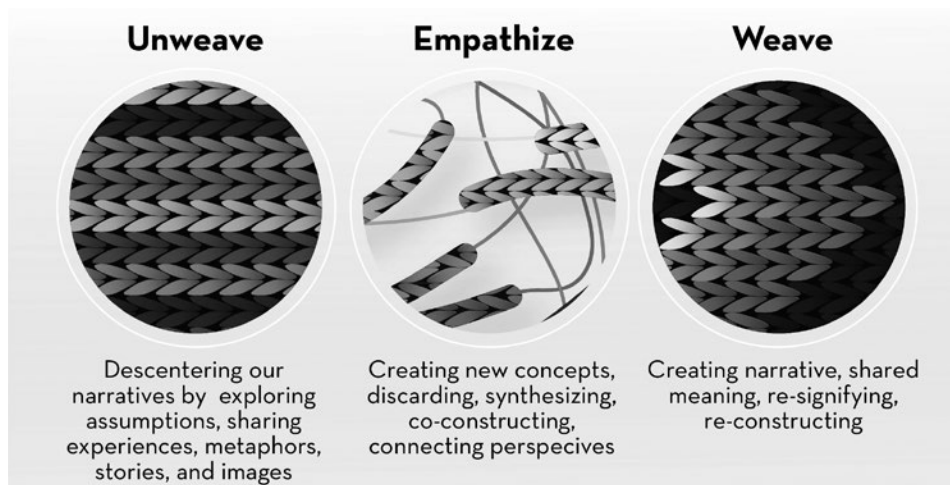 Unweave
Descentering our
narratives by exploring
assumptions, sharing
experiences, metaphors,
stories, and images
Empathize
Creating new concepts,
discarding, synthesizing,
co-constructing,
connecting perspecives
Weave
Creating narrative, shared
meaning, re-signifying,
re-constructing